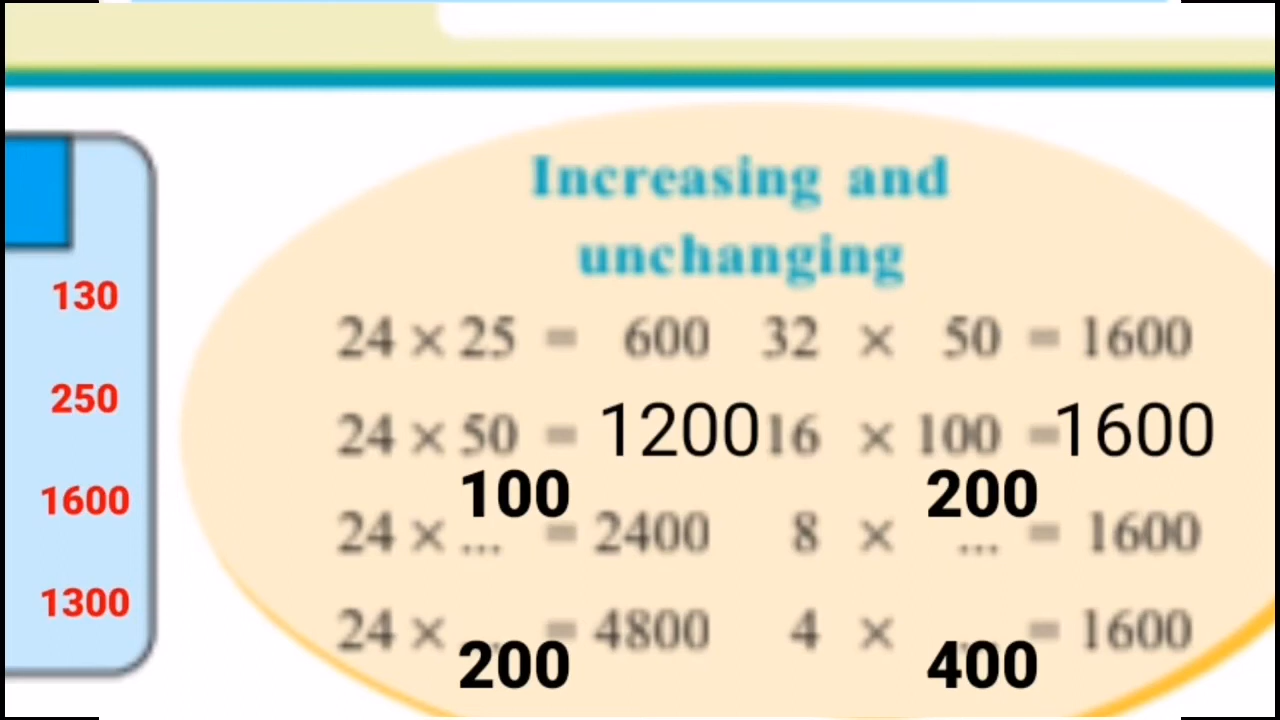 Increasing and
unchanging
130
250
1600
1300
24 × 25 = 600
24 × 50 = 1200
24 × ... = 2400
100
24 × ... = 4800
200
32 × 50 = 1600
16 × 100 = 1600
8 × ... = 1600
200
4 × ... = 1600
400